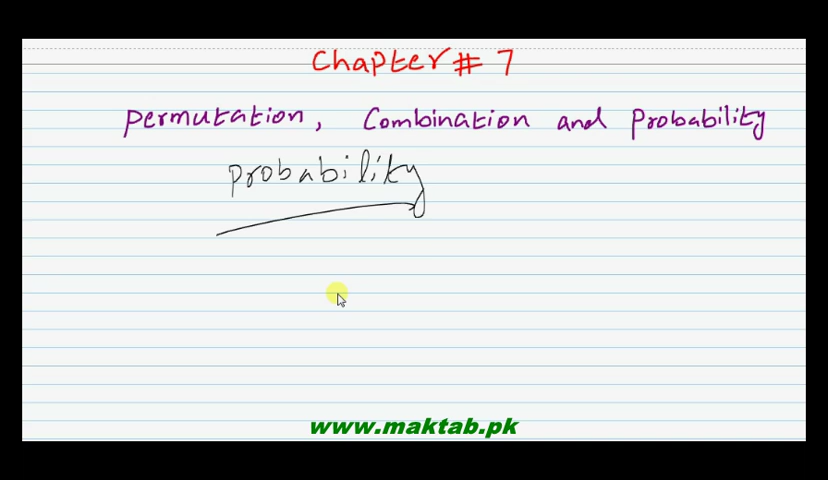 Chapter # 7
Permutation, Combination and Probability
Probability
www.maktab.pk